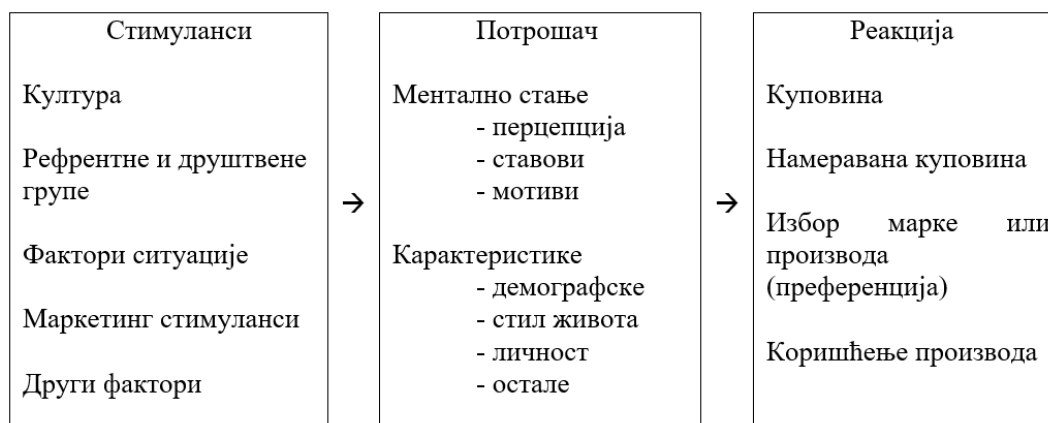 Стимуланси
Култура
Рефрентне и друштвене
групе
Фактори ситуације
Маркетинг стимуланси
Други фактори
→
Потрошач
Ментално стање
- перцепција
- ставови
- мотиви
Карактеристике
- демографске
- стил живота
- личност
- остале
→
Реакција
Куповина
Намеравана куповина
Избор марке или
производа
(преференција)
Коришћење производа